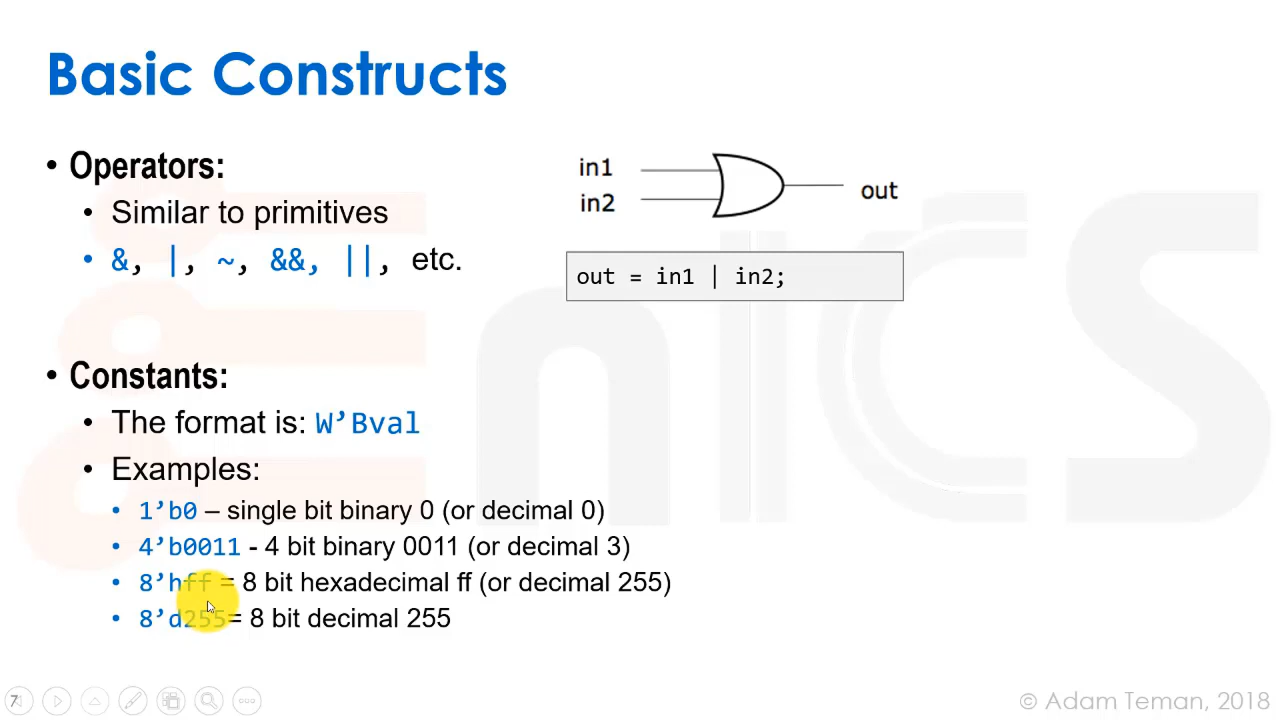 Basic Constructs
• Operators:
• Similar to primitives
• &, |, ~, &&, ||, etc.
in1
in2
out
out = in1 | in2;
• Constants:
• The format is: W’Bval
• Examples:
• 1’b0 – single bit binary 0 (or decimal 0)
• 4’b0011 - 4 bit binary 0011 (or decimal 3)
• 8’hff = 8 bit hexadecimal ff (or decimal 255)
• 8’d255= 8 bit decimal 255
EnICS
7
© Adam Teman, 2018